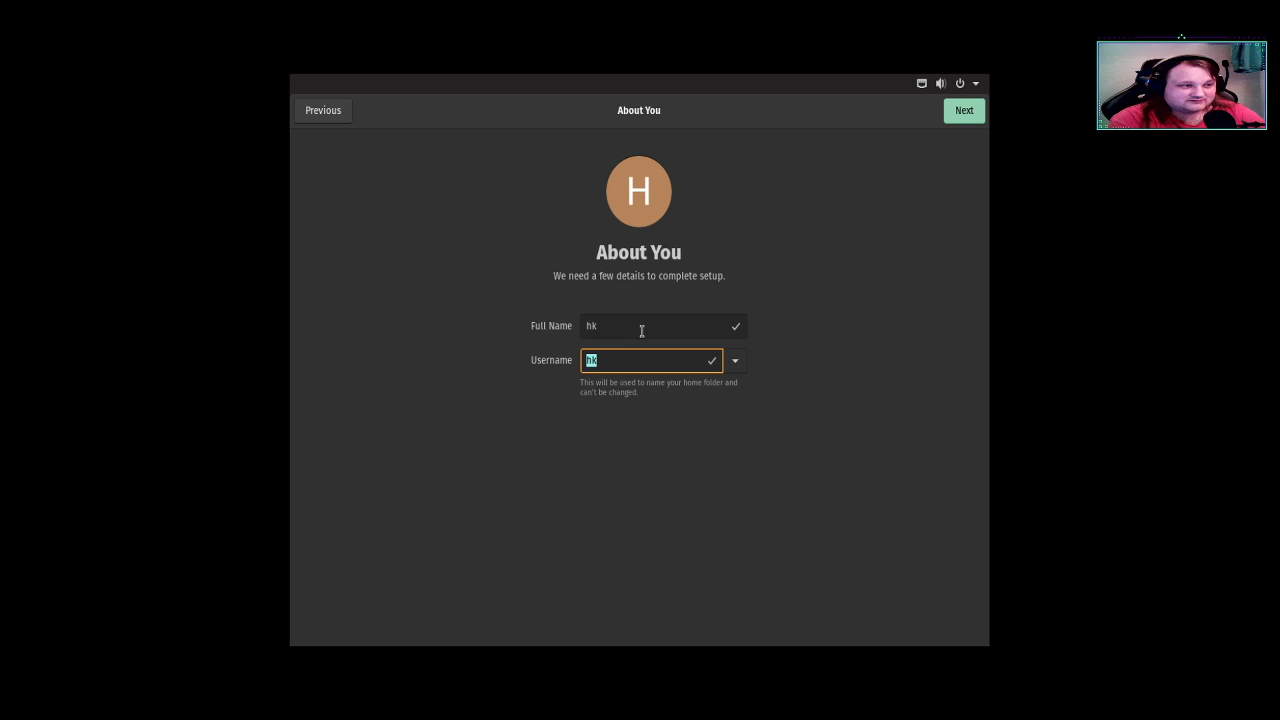 Previous
About You
Next
H
About You
We need a few details to complete setup.
Full Name hk
Username hk
This will be used to name your home folder and
can't be changed.